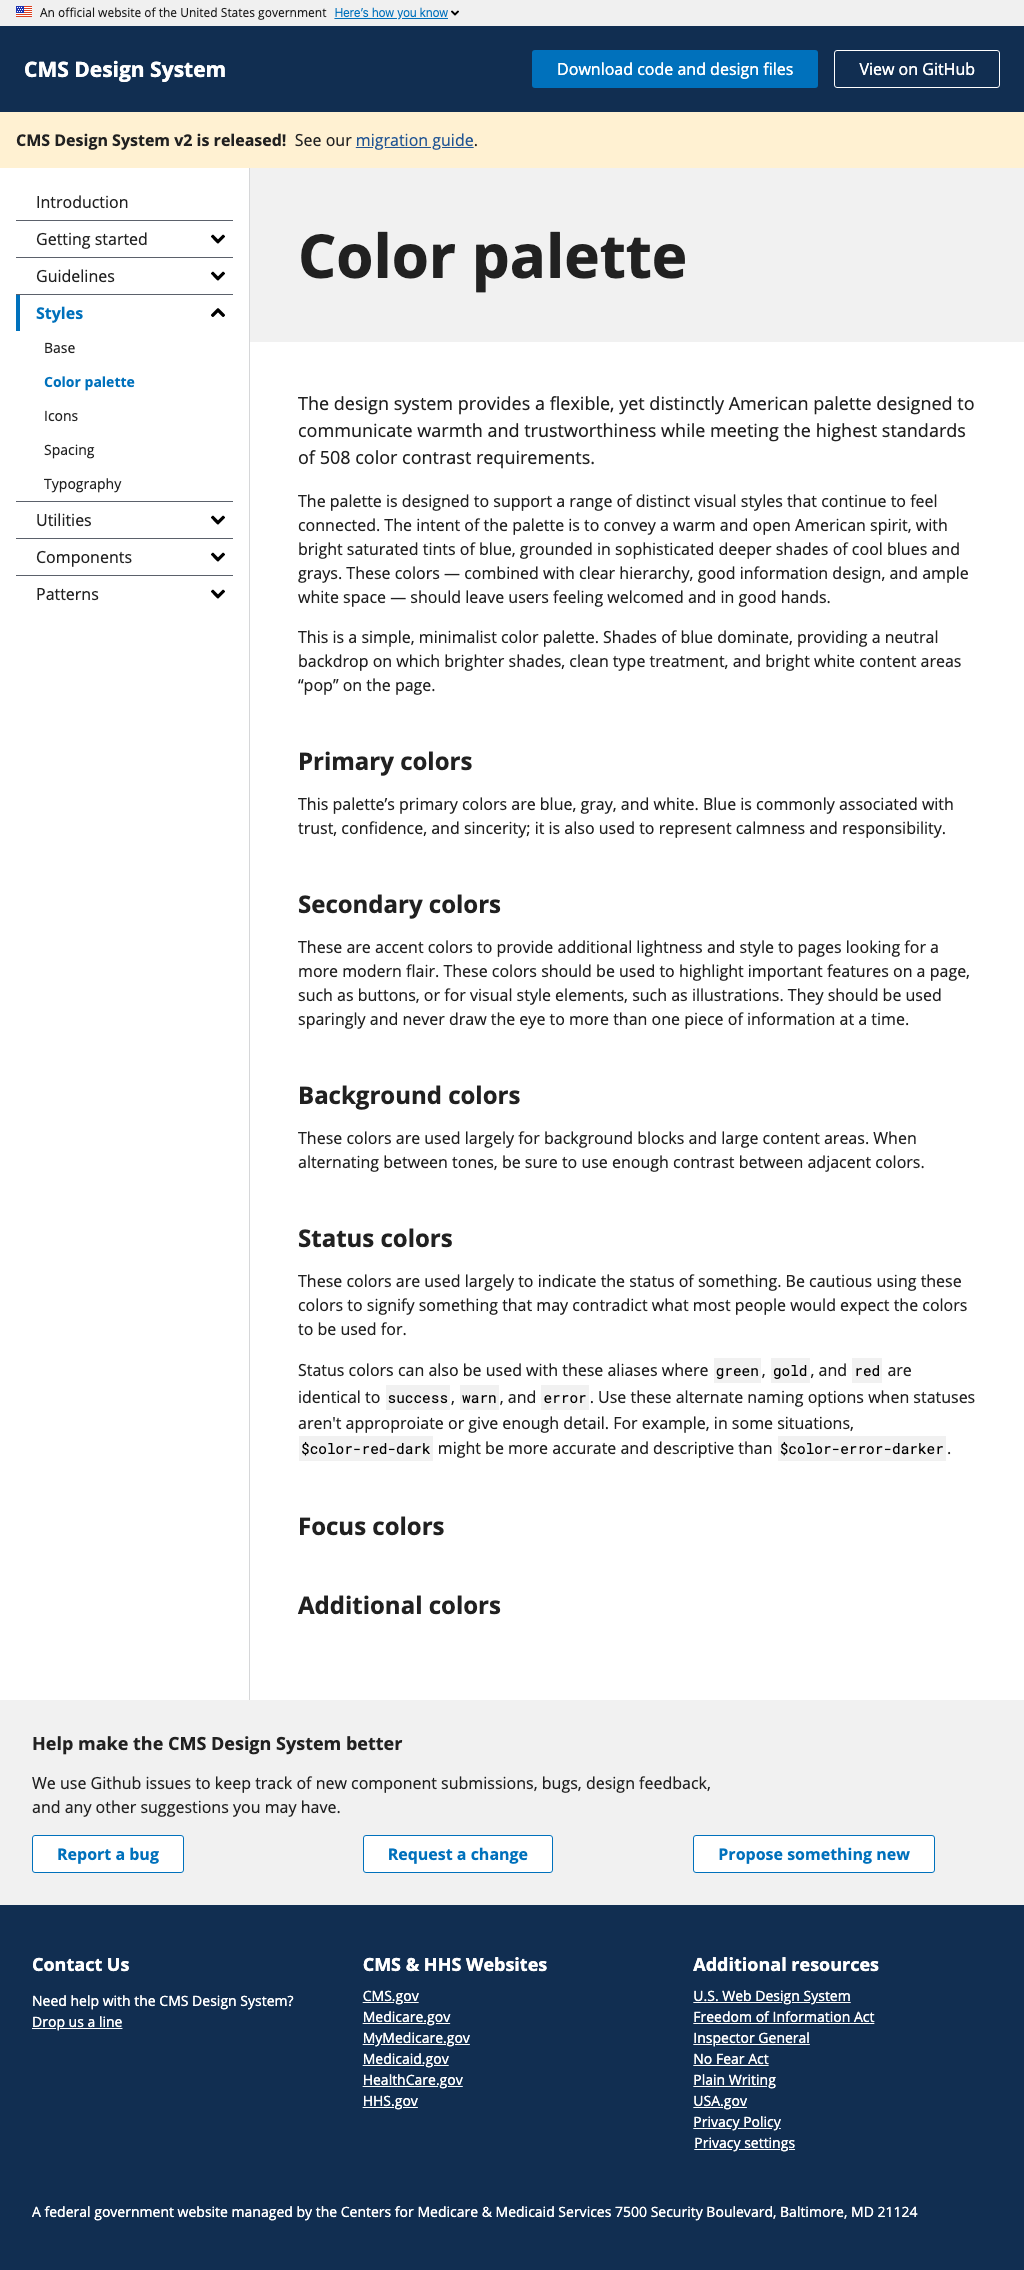 An official website of the United States government Here's how you know
CMS Design System
Download code and design files
View on GitHub
CMS Design System v2 is released! See our migration guide.
Introduction
Getting started
Guidelines
Styles
Base
Color palette
Icons
Spacing
Typography
Utilities
Components
Patterns
Color palette
The design system provides a flexible, yet distinctly American palette designed to
communicate warmth and trustworthiness while meeting the highest standards
of 508 color contrast requirements.
The palette is designed to support a range of distinct visual styles that continue to feel
connected. The intent of the palette is to convey a warm and open American spirit, with
bright saturated tints of blue, grounded in sophisticated deeper shades of cool blues and
grays. These colors — combined with clear hierarchy, good information design, and ample
white space — should leave users feeling welcomed and in good hands.
This is a simple, minimalist color palette. Shades of blue dominate, providing a neutral
backdrop on which brighter shades, clean type treatment, and bright white content areas
“pop” on the page.
Primary colors
This palette’s primary colors are blue, gray, and white. Blue is commonly associated with
trust, confidence, and sincerity; it is also used to represent calmness and responsibility.
Secondary colors
These are accent colors to provide additional lightness and style to pages looking for a
more modern flair. These colors should be used to highlight important features on a page,
such as buttons, or for visual style elements, such as illustrations. They should be used
sparingly and never draw the eye to more than one piece of information at a time.
Background colors
These colors are used largely for background blocks and large content areas. When
alternating between tones, be sure to use enough contrast between adjacent colors.
Status colors
These colors are used largely to indicate the status of something. Be cautious using these
colors to signify something that may contradict what most people would expect the colors
to be used for.
Status colors can also be used with these aliases where green, gold, and red are
identical to success, warn, and error. Use these alternate naming options when statuses
aren't approproiate or give enough detail. For example, in some situations,
$color-red-dark might be more accurate and descriptive than $color-error-darker.
Focus colors
Additional colors
Help make the CMS Design System better
We use Github issues to keep track of new component submissions, bugs, design feedback,
and any other suggestions you may have.
Report a bug
Request a change
Propose something new
Contact Us
Need help with the CMS Design System?
Drop us a line
CMS & HHS Websites
CMS.gov
Medicare.gov
MyMedicare.gov
Medicaid.gov
HealthCare.gov
HHS.gov
Additional resources
U.S. Web Design System
Freedom of Information Act
Inspector General
No Fear Act
Plain Writing
USA.gov
Privacy Policy
Privacy settings
A federal government website managed by the Centers for Medicare & Medicaid Services 7500 Security Boulevard, Baltimore, MD 21124